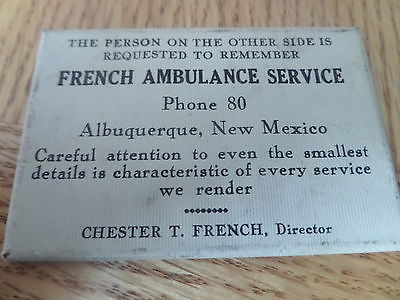 THE PERSON ON THE OTHER SIDE IS
REQUESTED TO REMEMBER
FRENCH AMBULANCE SERVICE
Phone 80
Albuquerque, New Mexico
Careful attention to even the smallest
details is characteristic of every service
we render
CHESTER T. FRENCH, Director